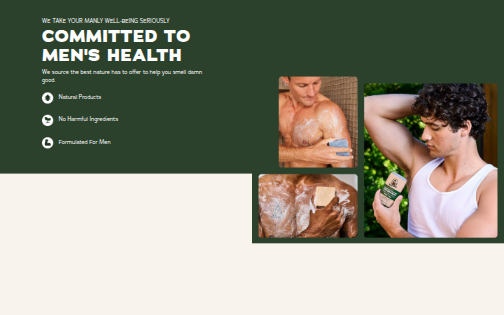 WE TAKE YOUR MANLY WELL-BEING SERIOUSLY
COMMITTED TO
MEN'S HEALTH
We source the best nature has to offer to help you smell damn
good.
Natural Products
No Harmful Ingredients
Formulated For Men